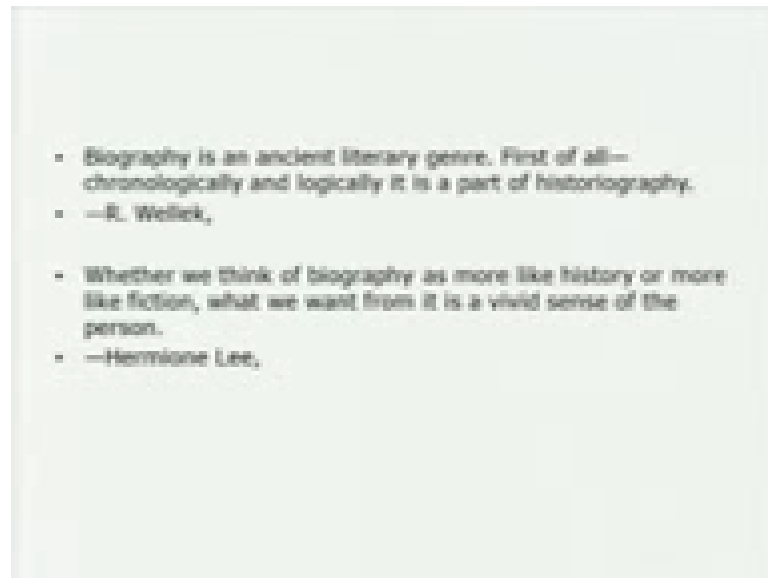 • Biography is an ancient literary genre. First of all—
chronologically and logically it is a part of historiography.
• —R. Wellek,
• Whether we think of biography as more like history or more
like fiction, what we want from it is a vivid sense of the
person.
• —Hermione Lee,